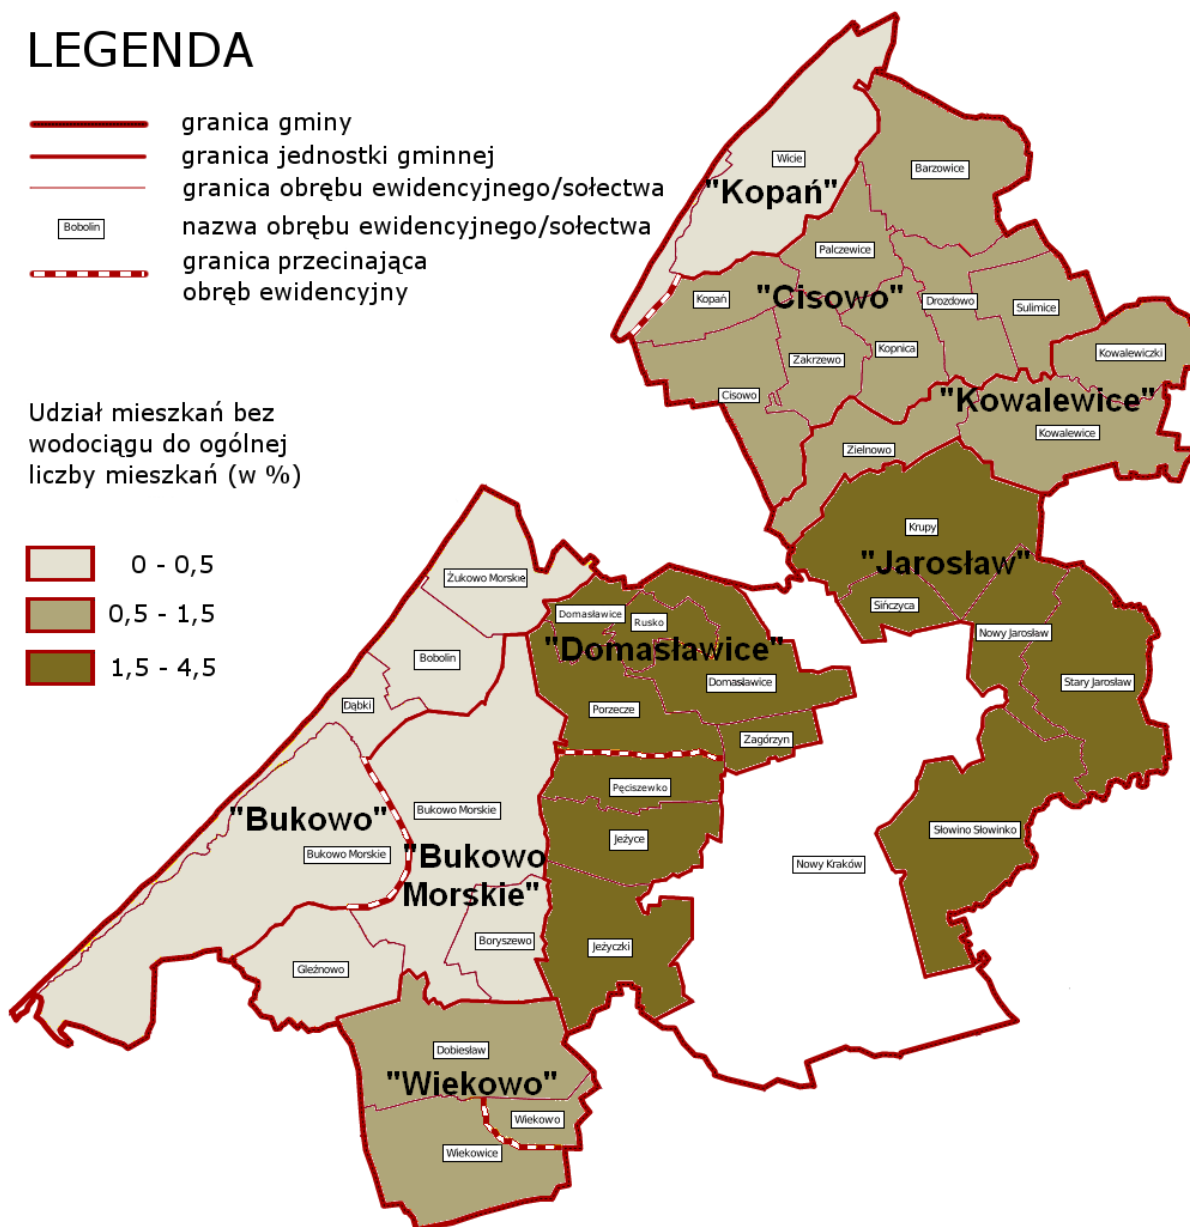 LEGENDA
granica gminy
granica jednostki gminnej
granica obrębu ewidencyjnego/sołectwa
Bobolin
nazwa obrębu ewidencyjnego/sołectwa
granica przecinająca
obręb ewidencyjny
Udział mieszkań bez
wodociągu do ogólnej
liczby mieszkań (w %)
0 - 0,5
0,5 - 1,5
1,5 - 4,5
Wicie
"Kopań"
Barzowice
Palczewice
Kopań
"Cisowo"
Drozdowo
Sulimice
Zakrzewo
Kopnica
Kowalewiczki
Cisowo
"Kowalewice"
Kowalewice
Zielnowo
Krupy
"Jarosław"
Sińczyca
Nowy Jarosław
Stary Jarosław
Słowino Słowinko
Żukowo Morskie
Bobolin
Dąbki
Domasławice
Rusko
"Domasławice"
Domasławice
Porzecze
Zagórzyn
Pęciszewko
Jeżyce
Jeżyczki
Nowy Kraków
"Bukowo"
Bukowo Morskie
Bukowo Morskie
"Bukowo
Morskie"
Boryszewo
Gleźnowo
Dobiesław
"Wiekowo"
Wiekowo
Wiekowice